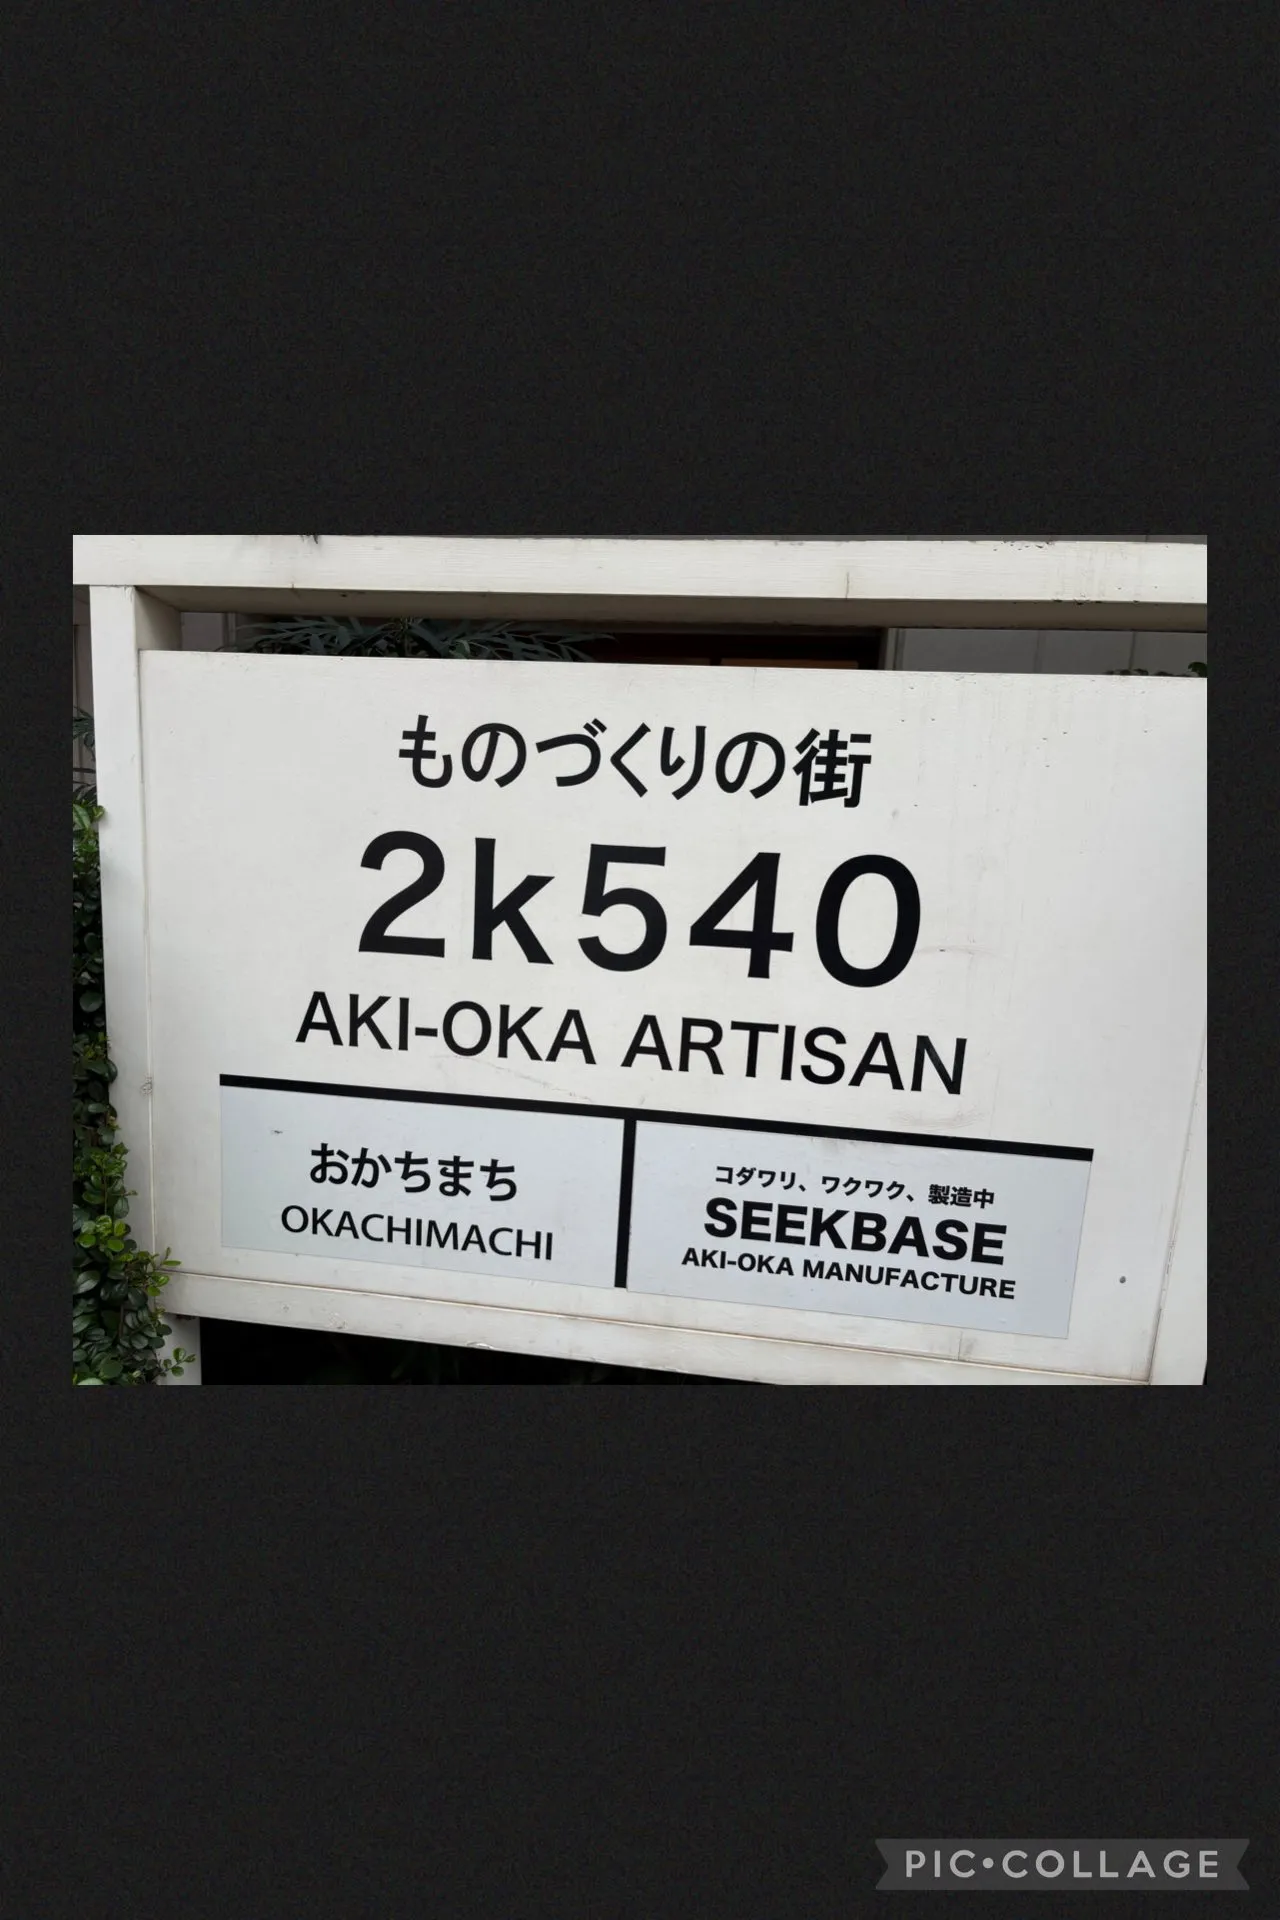 ものづくりの街
2k540
AKI-OKA ARTISAN
おかちまち
OKACHIMACHI
コダワリ、ワクワク、製造中
SEEKBASE
AKI-OKA MANUFACTURE
PIC•COLLAGE